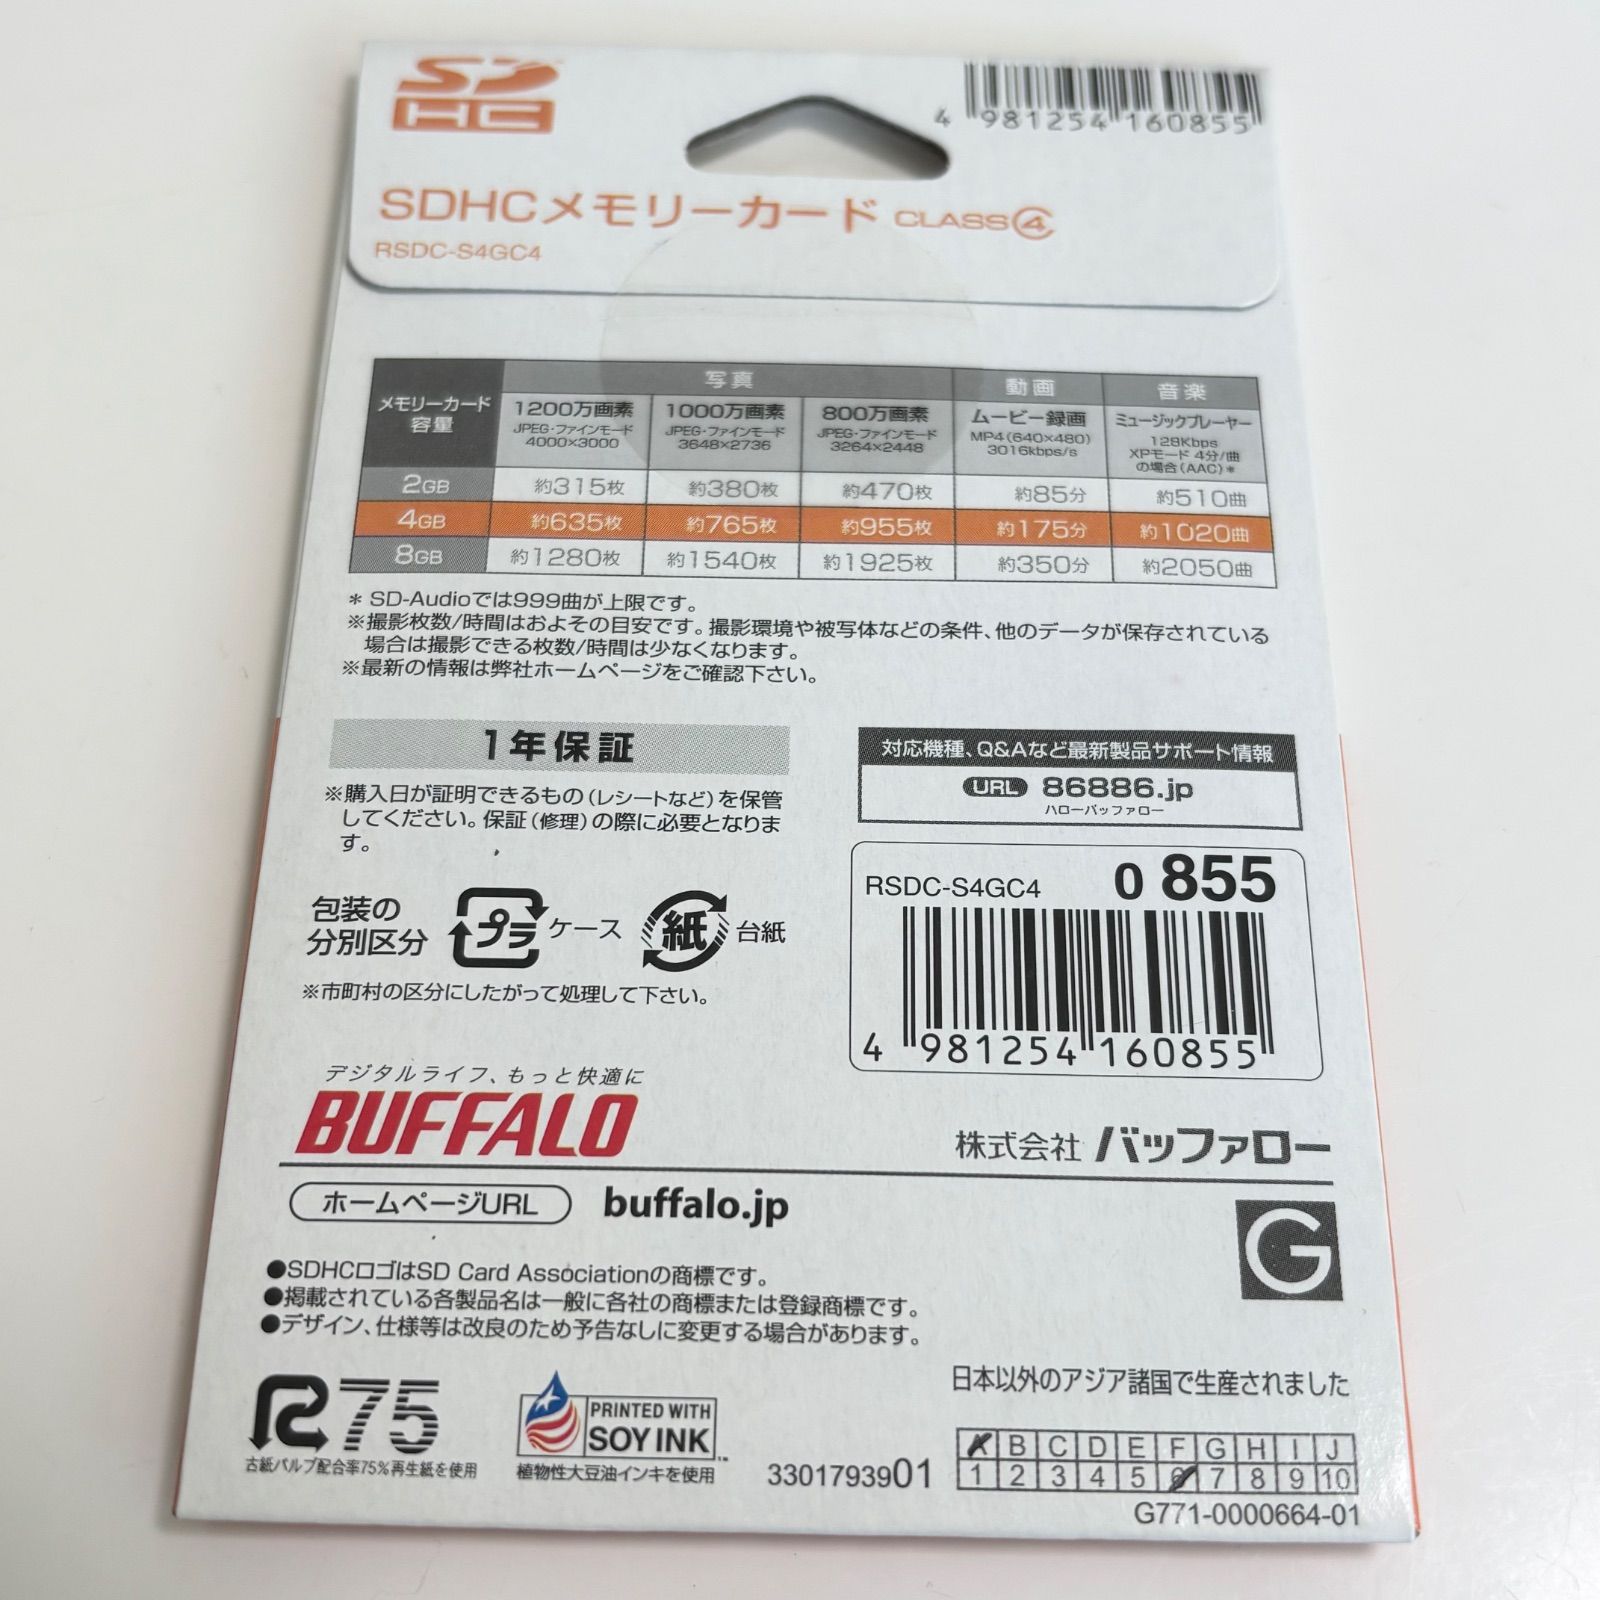 SD
HC
4 981254 160855
SDHCメモリーカード CLASS4
RSDC-S4GC4
メモリーカード容量
写真
動画
音楽
1200万画素
JPEG・ファインモード
4000×3000
1000万画素
JPEG・ファインモード
3648×2736
800万画素
JPEG・ファインモード
3264×2448
ムービー録画
MP4(640×480)
3016kbps/s
ミュージックプレーヤー
128Kbps
XPモード 4分/曲
の場合(AAC)*
2GB 約315枚 約380枚 約470枚 約85分 約510曲
4GB 約635枚 約765枚 約955枚 約175分 約1020曲
8GB 約1280枚 約1540枚 約1925枚 約350分 約2050曲
* SD-Audioでは999曲が上限です。
※撮影枚数/時間はおよその目安です。撮影環境や被写体などの条件、他のデータが保存されている
場合は撮影できる枚数/時間は少なくなります。
※最新の情報は弊社ホームページをご確認下さい。
1年保証
※購入日が証明できるもの(レシートなど)を保管
してください。保証(修理)の際に必要となりま
す。
対応機種、Q&Aなど最新製品サポート情報
URL 86886.jp
ハローバッファロー
RSDC-S4GC4 0 855
4 981254 160855
包装の
分別区分
プラ ケース
紙 台紙
※市町村の区分にしたがって処理して下さい。
デジタルライフ、もっと快適に
BUFFALO
株式会社 バッファロー
ホームページURL buffalo.jp
G
●SDHCロゴはSD Card Associationの商標です。
●掲載されている各製品名は一般に各社の商標または登録商標です。
●デザイン、仕様等は改良のため予告なしに変更する場合があります。
日本以外のアジア諸国で生産されました
R75
古紙パルプ配合率75%再生紙を使用
PRINTED WITH
SOY INK™
植物性大豆油インキを使用
3301793901
A B C D E F G H I J
1 2 3 4 5 6 7 8 9 10
G771-0000664-01